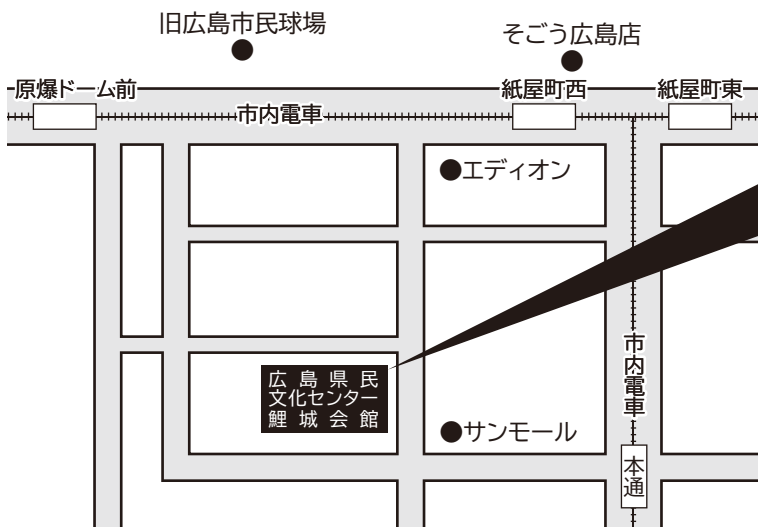 旧広島市民球場
そごう広島店
原爆ドーム前
紙屋町西
紙屋町東
市内電車
エディオン
市内電車
広島県民
文化センター
鯉城会館
サンモール
本通